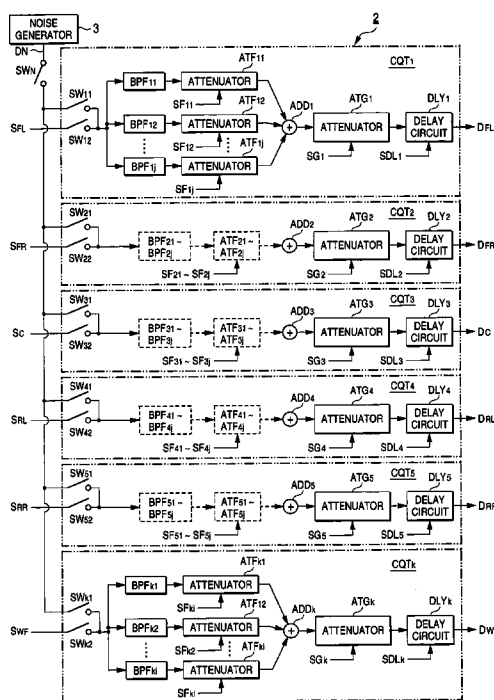 2
NOISE GENERATOR
3
DN
SWN
ATF11
CQT1
SW11
BPF11
ATTENUATOR
SF11
ATF12
ADD1
ATG1
DLY1
SFL
SW12
BPF12
ATTENUATOR
+
ATTENUATOR
DELAY CIRCUIT
DFL
SF12
ATF1j
SG1
SDL1
BPF1j
ATTENUATOR
SF1j
SW21
ADD2
ATG2
CQT2
DLY2
SFR
BPF21~ BPF2j
ATF21~ ATF2j
+
ATTENUATOR
DELAY CIRCUIT
DFR
SW22
SF21~SF2j
SG2
SDL2
SW31
ADD3
ATG3
CQT3
DLY3
SC
BPF31~ BPF3j
ATF31~ ATF3j
+
ATTENUATOR
DELAY CIRCUIT
DC
SW32
SF31~SF3j
SG3
SDL3
SW41
ADD4
ATG4
CQT4
DLY4
SRL
BPF41~ BPF4j
ATF41~ ATF4j
+
ATTENUATOR
DELAY CIRCUIT
DRL
SW42
SF41~SF4j
SG4
SDL4
SW51
ADD5
ATG5
CQT5
DLY5
SRR
BPF51~ BPF5j
ATF51~ ATF5j
+
ATTENUATOR
DELAY CIRCUIT
DRR
SW52
SF51~SF5j
SG5
SDL5
ATFk1
CQTk
BPFk1
ATTENUATOR
SWk1
SFki
ATF12
ADDk
ATGk
DLYk
SWF
BPFk2
ATTENUATOR
+
ATTENUATOR
DELAY CIRCUIT
DWF
SWk2
SFk2
ATFki
SGk
SDLk
BPFki
ATTENUATOR
SFki